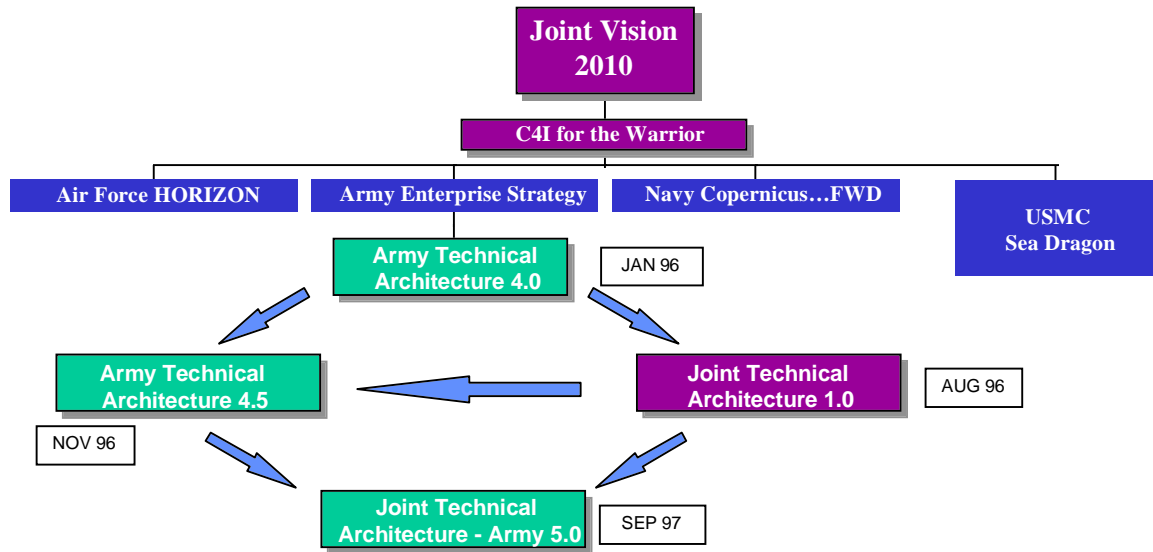 Joint Vision
2010
C4I for the Warrior
Air Force HORIZON
Army Enterprise Strategy
Navy Copernicus…FWD
USMC
Sea Dragon
Army Technical
Architecture 4.0
JAN 96
Army Technical
Architecture 4.5
NOV 96
Joint Technical
Architecture 1.0
AUG 96
Joint Technical
Architecture - Army 5.0
SEP 97